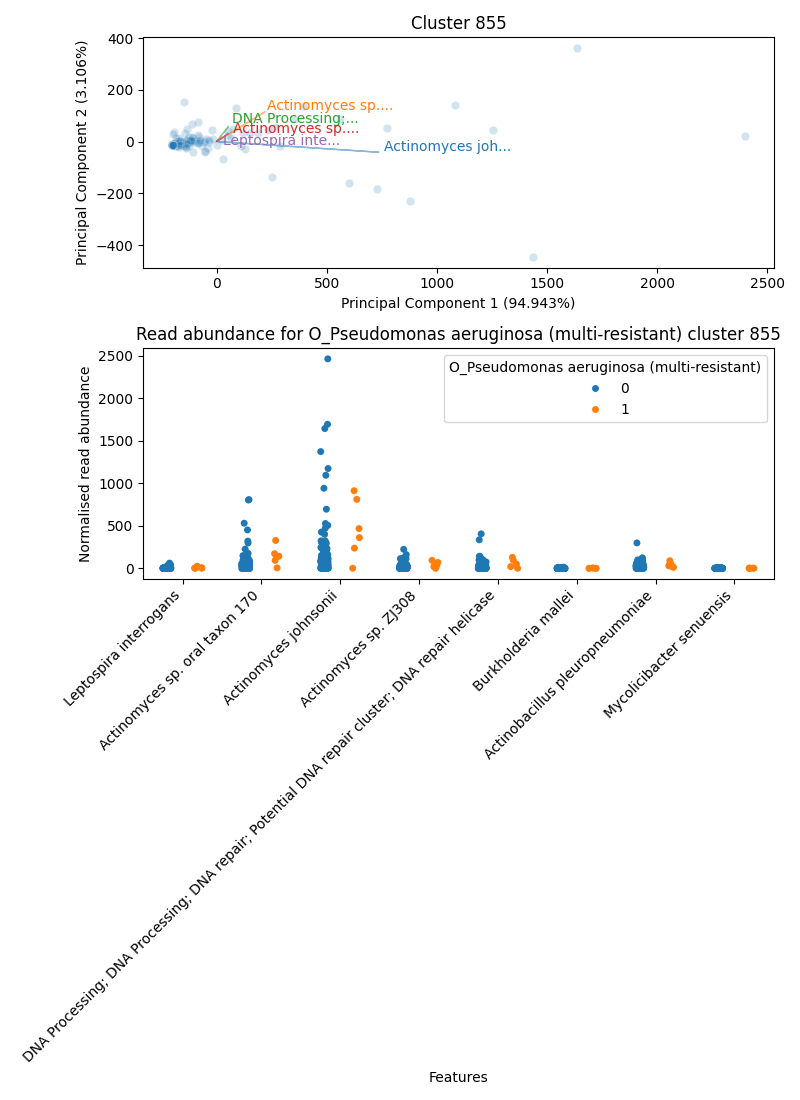 Cluster 855
400
200
0
−200
−400
Principal Component 2 (3.106%)
Actinomyces sp....
DNA Processing;...
Actinomyces sp....
Leptospira inte...
Actinomyces joh...
0
500
1000
1500
2000
2500
Principal Component 1 (94.943%)
Read abundance for O_Pseudomonas aeruginosa (multi-resistant) cluster 855
2500
2000
1500
1000
500
0
Normalised read abundance
O_Pseudomonas aeruginosa (multi-resistant)
0
1
Leptospira interrogans
Actinomyces sp. oral taxon 170
Actinomyces johnsonii
Actinomyces sp. ZJ308
DNA Processing; DNA Processing; DNA repair; Potential DNA repair cluster; DNA repair helicase
Burkholderia mallei
Actinobacillus pleuropneumoniae
Mycolicibacter senuensis
Features